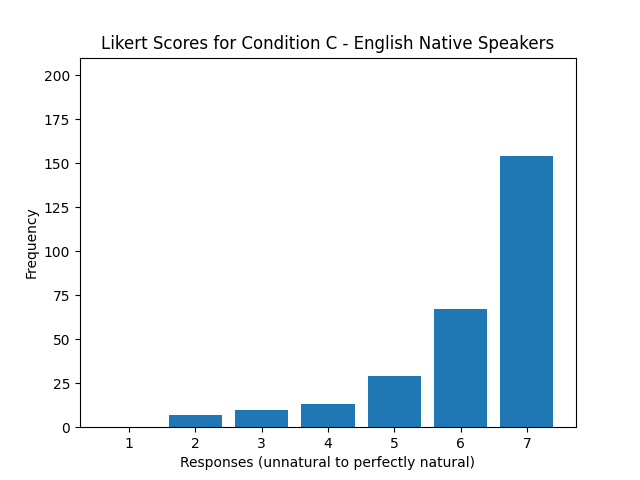 Likert Scores for Condition C - English Native Speakers
200
175
150
125
100
75
50
25
0
Frequency
1 2 3 4 5 6 7
Responses (unnatural to perfectly natural)